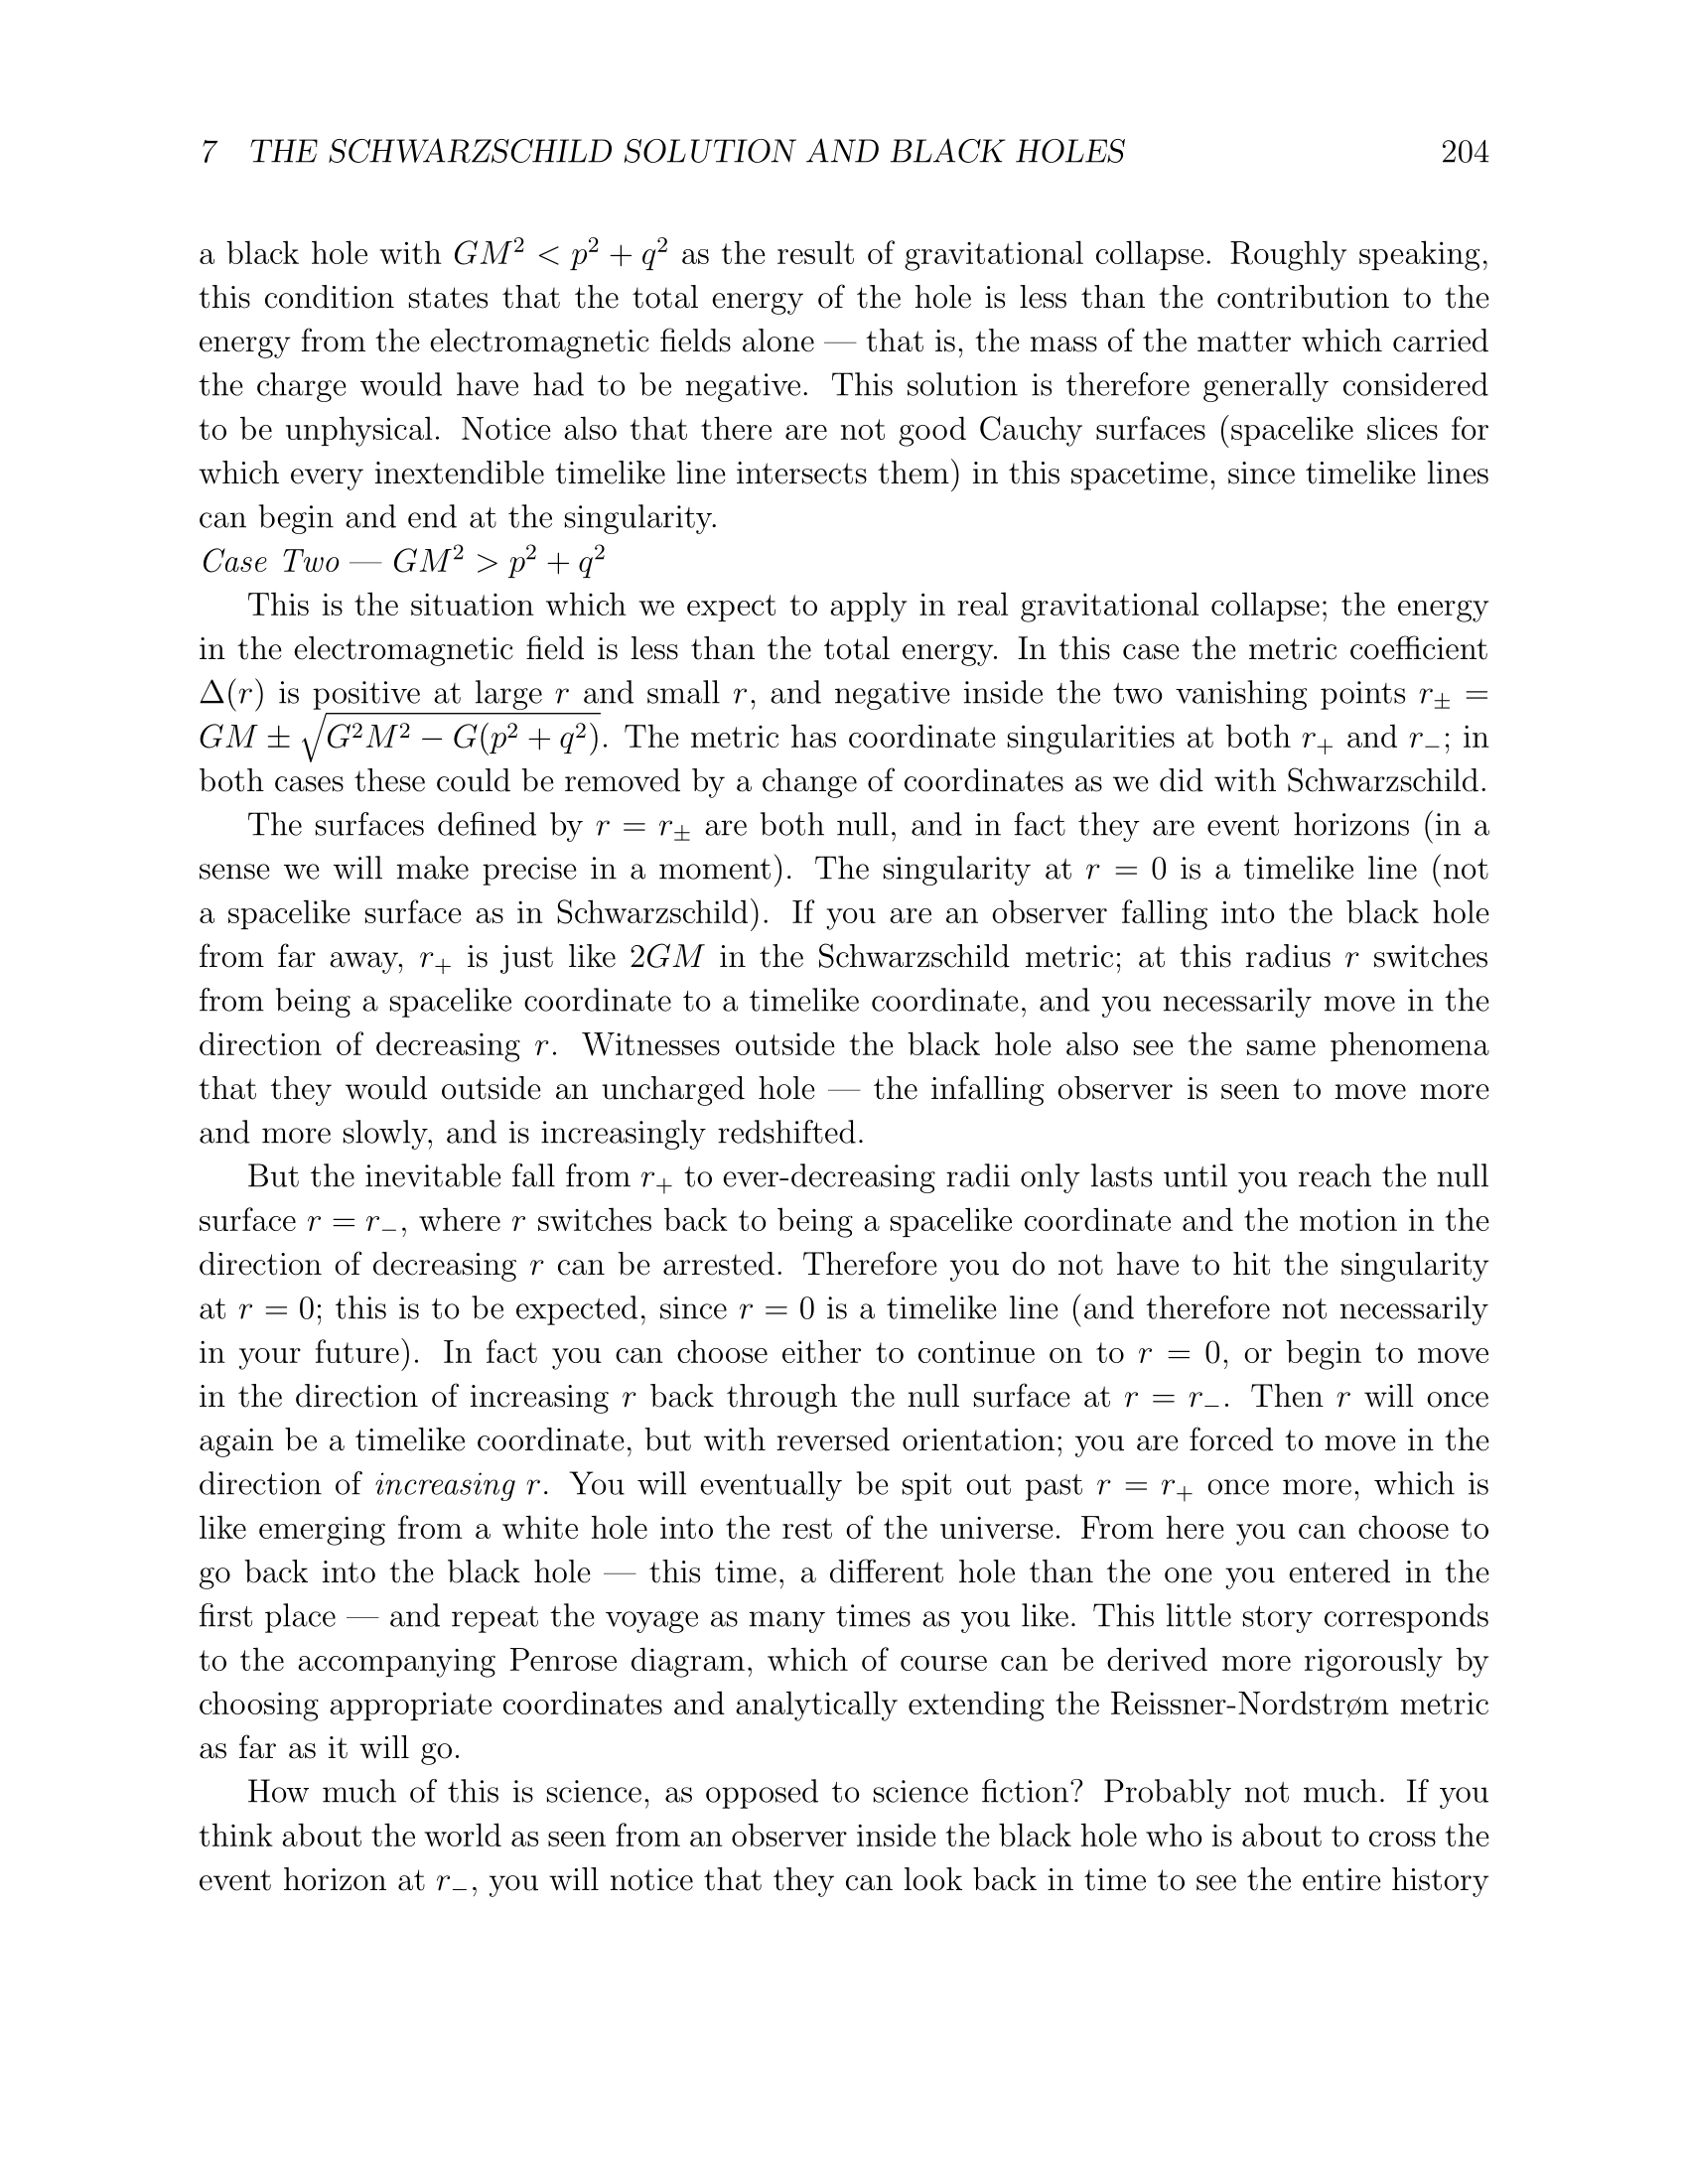 7 THE SCHWARZSCHILD SOLUTION AND BLACK HOLES 204
a black hole with GM² < p² + q² as the result of gravitational collapse. Roughly speaking,
this condition states that the total energy of the hole is less than the contribution to the
energy from the electromagnetic fields alone — that is, the mass of the matter which carried
the charge would have had to be negative. This solution is therefore generally considered
to be unphysical. Notice also that there are not good Cauchy surfaces (spacelike slices for
which every inextendible timelike line intersects them) in this spacetime, since timelike lines
can begin and end at the singularity.
Case Two — GM² > p² + q²
This is the situation which we expect to apply in real gravitational collapse; the energy
in the electromagnetic field is less than the total energy. In this case the metric coefficient
Δ(r) is positive at large r and small r, and negative inside the two vanishing points r± =
GM ± √(G²M² − G(p² + q²)). The metric has coordinate singularities at both r₊ and r₋; in
both cases these could be removed by a change of coordinates as we did with Schwarzschild.
The surfaces defined by r = r± are both null, and in fact they are event horizons (in a
sense we will make precise in a moment). The singularity at r = 0 is a timelike line (not
a spacelike surface as in Schwarzschild). If you are an observer falling into the black hole
from far away, r₊ is just like 2GM in the Schwarzschild metric; at this radius r switches
from being a spacelike coordinate to a timelike coordinate, and you necessarily move in the
direction of decreasing r. Witnesses outside the black hole also see the same phenomena
that they would outside an uncharged hole — the infalling observer is seen to move more
and more slowly, and is increasingly redshifted.
But the inevitable fall from r₊ to ever-decreasing radii only lasts until you reach the null
surface r = r₋, where r switches back to being a spacelike coordinate and the motion in the
direction of decreasing r can be arrested. Therefore you do not have to hit the singularity
at r = 0; this is to be expected, since r = 0 is a timelike line (and therefore not necessarily
in your future). In fact you can choose either to continue on to r = 0, or begin to move
in the direction of increasing r back through the null surface at r = r₋. Then r will once
again be a timelike coordinate, but with reversed orientation; you are forced to move in the
direction of increasing r. You will eventually be spit out past r = r₊ once more, which is
like emerging from a white hole into the rest of the universe. From here you can choose to
go back into the black hole — this time, a different hole than the one you entered in the
first place — and repeat the voyage as many times as you like. This little story corresponds
to the accompanying Penrose diagram, which of course can be derived more rigorously by
choosing appropriate coordinates and analytically extending the Reissner-Nordstrøm metric
as far as it will go.
How much of this is science, as opposed to science fiction? Probably not much. If you
think about the world as seen from an observer inside the black hole who is about to cross the
event horizon at r₋, you will notice that they can look back in time to see the entire history